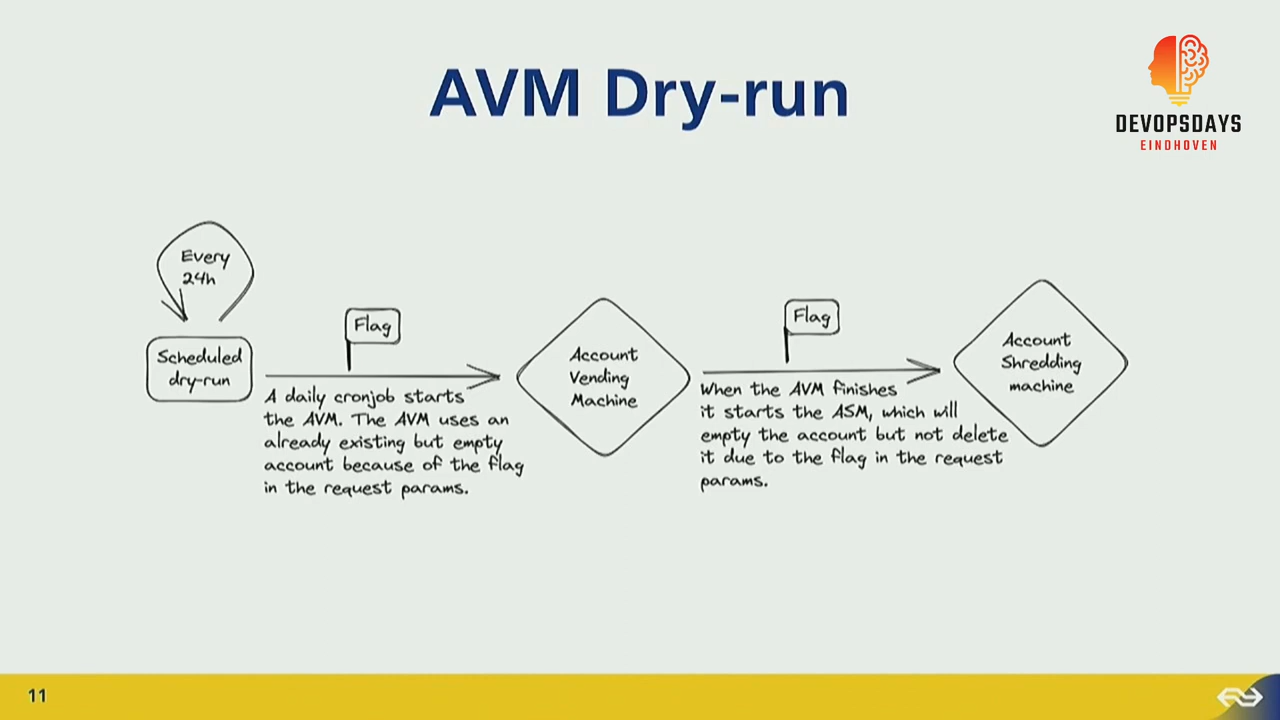 AVM Dry-run
DEVOPSDAYS
EINDHOVEN
Every
24h
Scheduled
dry-run
Flag
A daily cronjob starts
the AVM. The AVM uses an
already existing but empty
account because of the flag
in the request params.
Account
Vending
Machine
Flag
When the AVM finishes
it starts the ASM, which will
empty the account but not delete
it due to the flag in the request
params.
Account
Shredding
machine
11